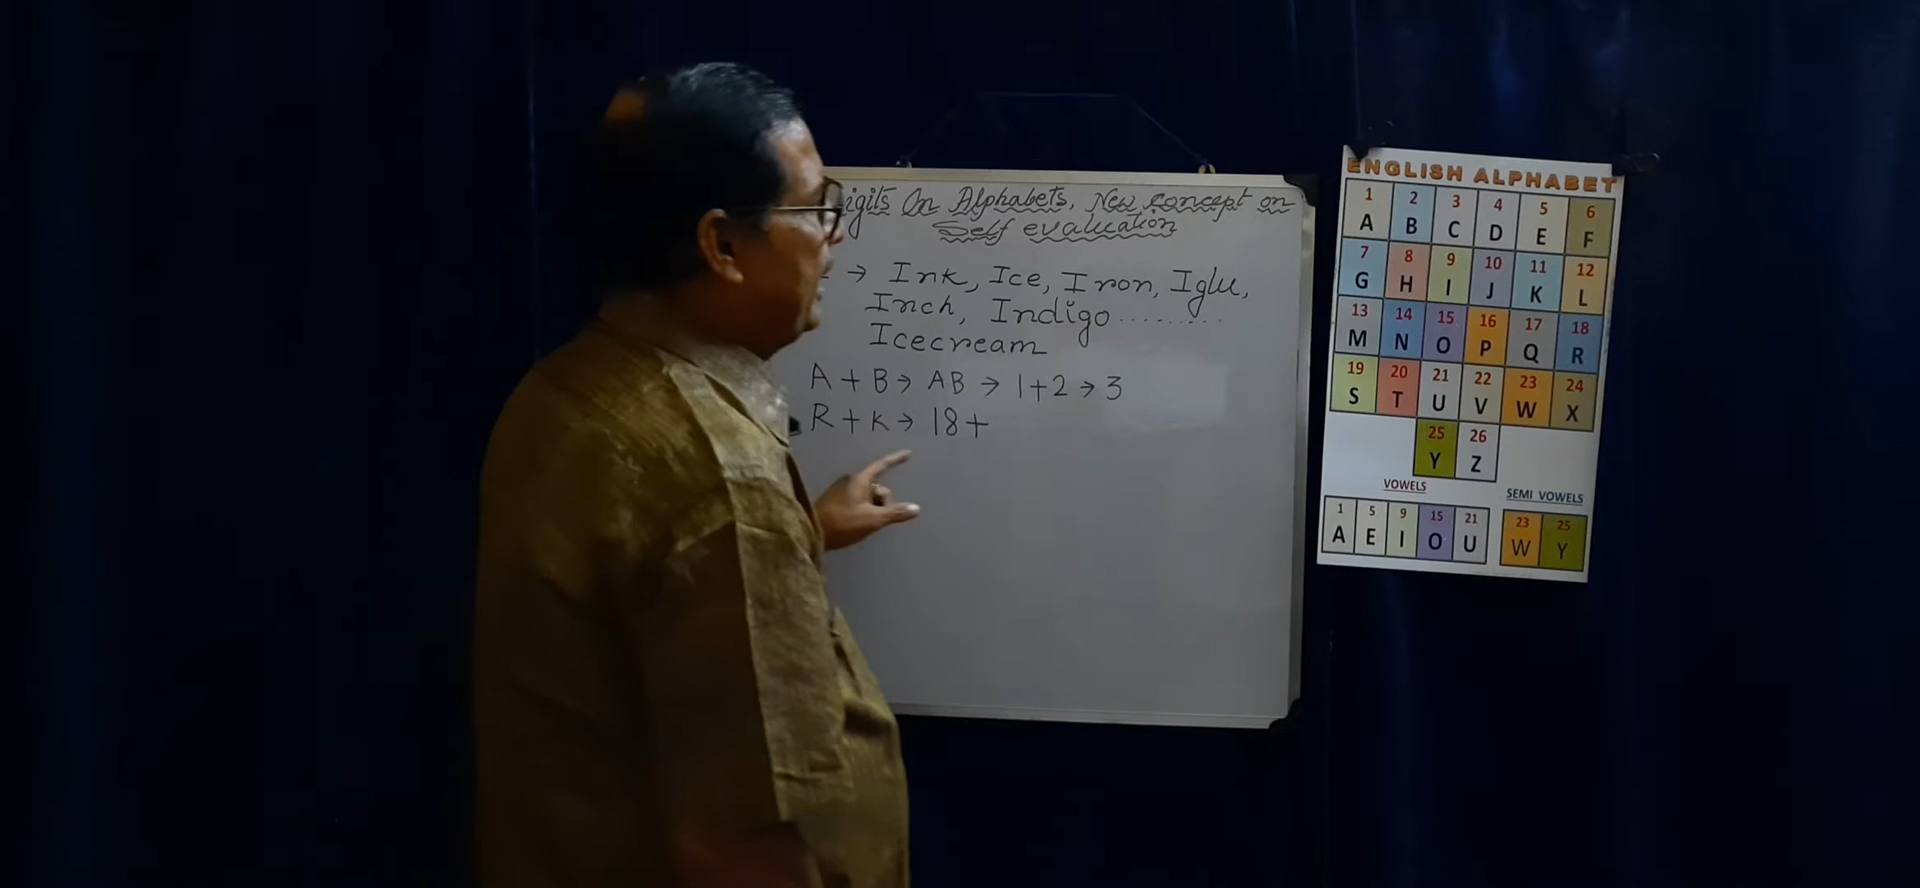 igits In Alphabets, New concept on
Self evaluation
→ Ink, Ice, Iron, Iglu,
Inch, Indigo.........
Icecream
A + B → AB → 1+2 → 3
R + K → 18+
ENGLISH ALPHABET
1 2 3 4 5 6
A B C D E F
7 8 9 10 11 12
G H I J K L
13 14 15 16 17 18
M N O P Q R
19 20 21 22 23 24
S T U V W X
25 26
Y Z
VOWELS
1 5 9 15 21
A E I O U
SEMI VOWELS
23 25
W Y